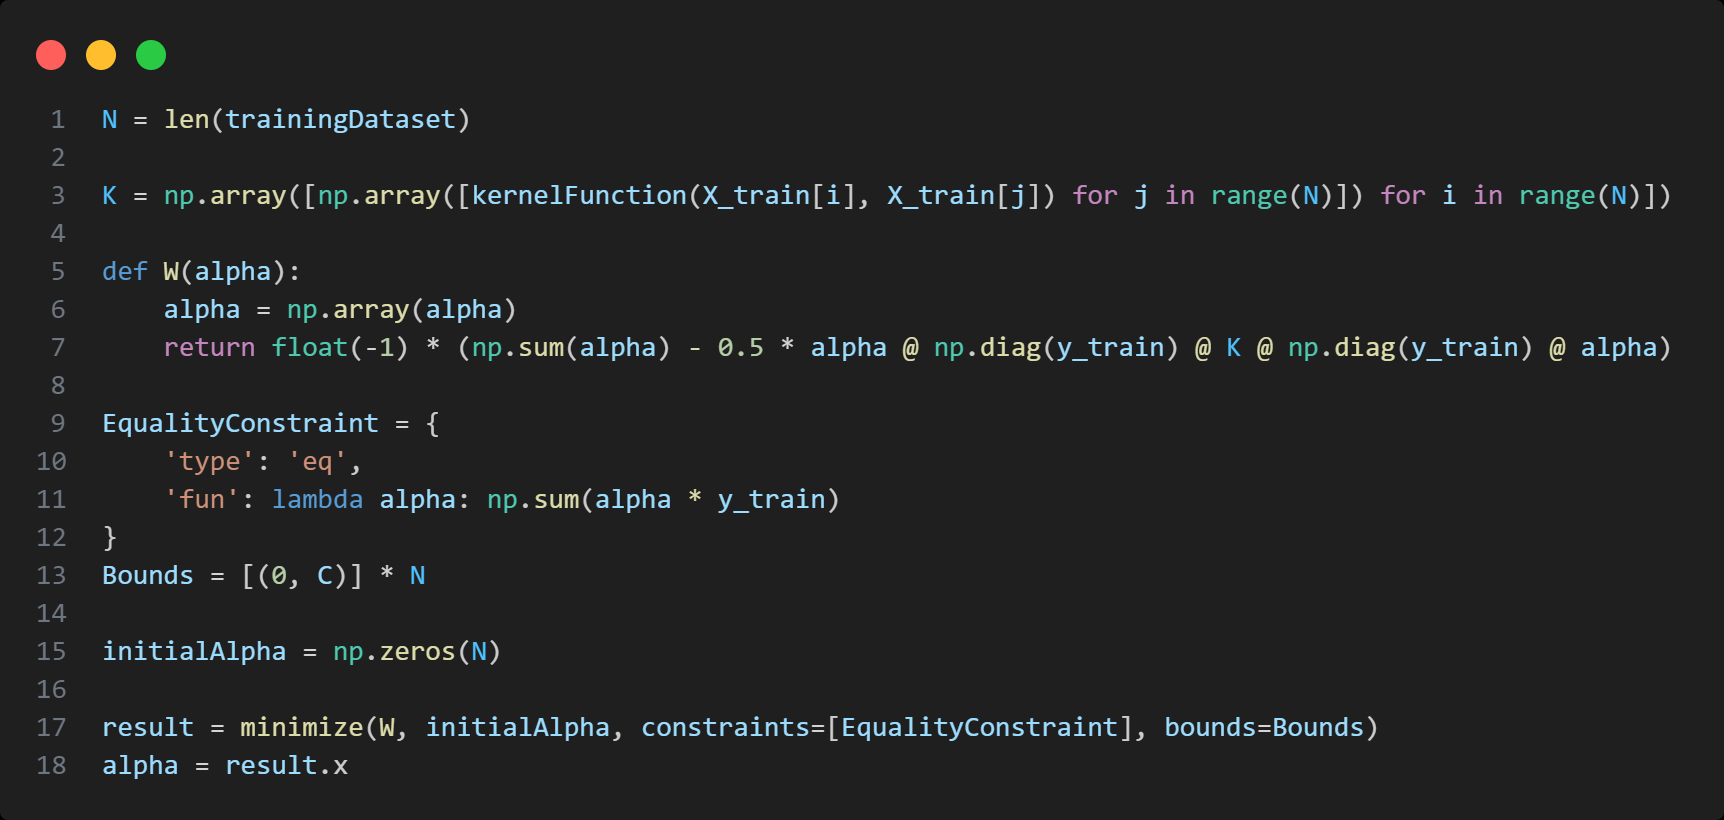 1 N = len(trainingDataset)
2
3 K = np.array([np.array([kernelFunction(X_train[i], X_train[j]) for j in range(N)]) for i in range(N)])
4
5 def W(alpha):
6     alpha = np.array(alpha)
7     return float(-1) * (np.sum(alpha) - 0.5 * alpha @ np.diag(y_train) @ K @ np.diag(y_train) @ alpha)
8
9 EqualityConstraint = {
10     'type': 'eq',
11     'fun': lambda alpha: np.sum(alpha * y_train)
12 }
13 Bounds = [(0, C)] * N
14
15 initialAlpha = np.zeros(N)
16
17 result = minimize(W, initialAlpha, constraints=[EqualityConstraint], bounds=Bounds)
18 alpha = result.x